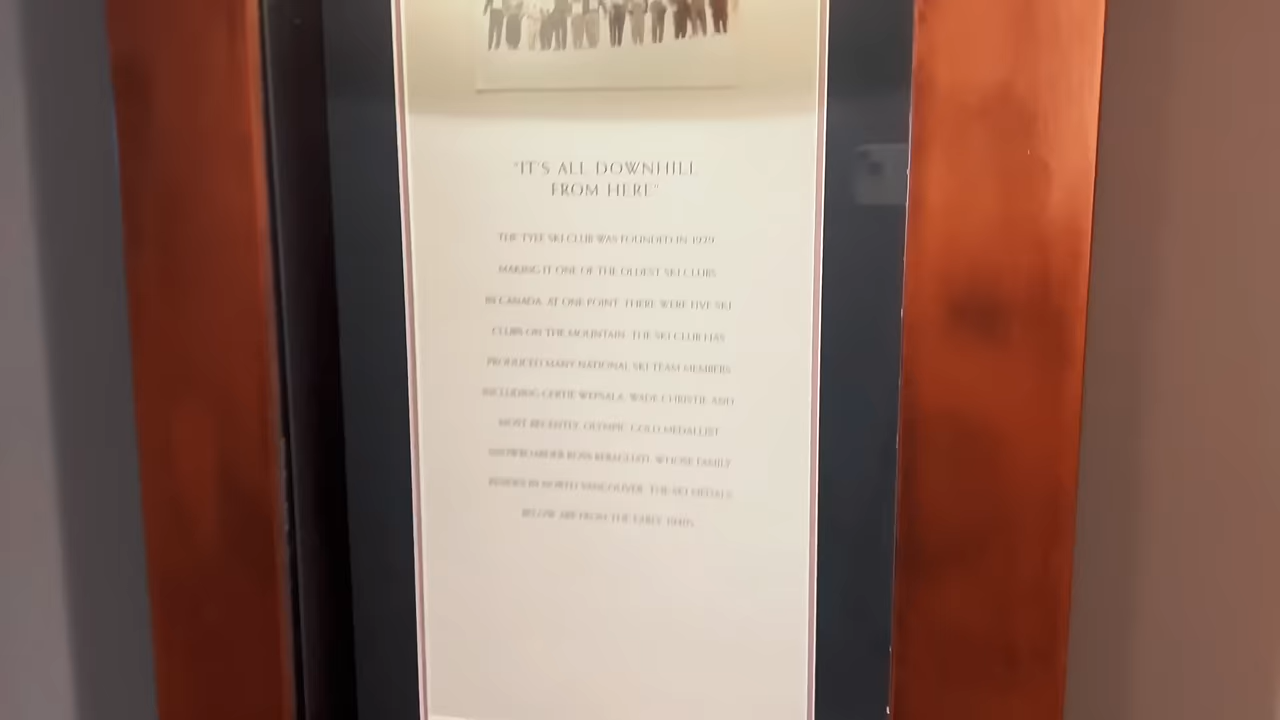 "IT'S ALL DOWNHILL
FROM HERE"
THE TYEE SKI CLUB WAS FOUNDED IN 1929
MAKING IT ONE OF THE OLDEST SKI CLUBS
IN CANADA. AT ONE POINT THERE WERE FIVE SKI
CLUBS ON THE MOUNTAIN. THE SKI CLUB HAS
PRODUCED MANY NATIONAL SKI TEAM MEMBERS
INCLUDING GERTIE WEPSALA, WADE CHRISTIE AND
MOST RECENTLY, OLYMPIC GOLD MEDALLIST
SNOWBOARDER ROSS REBAGLIATI, WHOSE FAMILY
RESIDES IN NORTH VANCOUVER. THE SKI MEDALS
BELOW ARE FROM THE EARLY